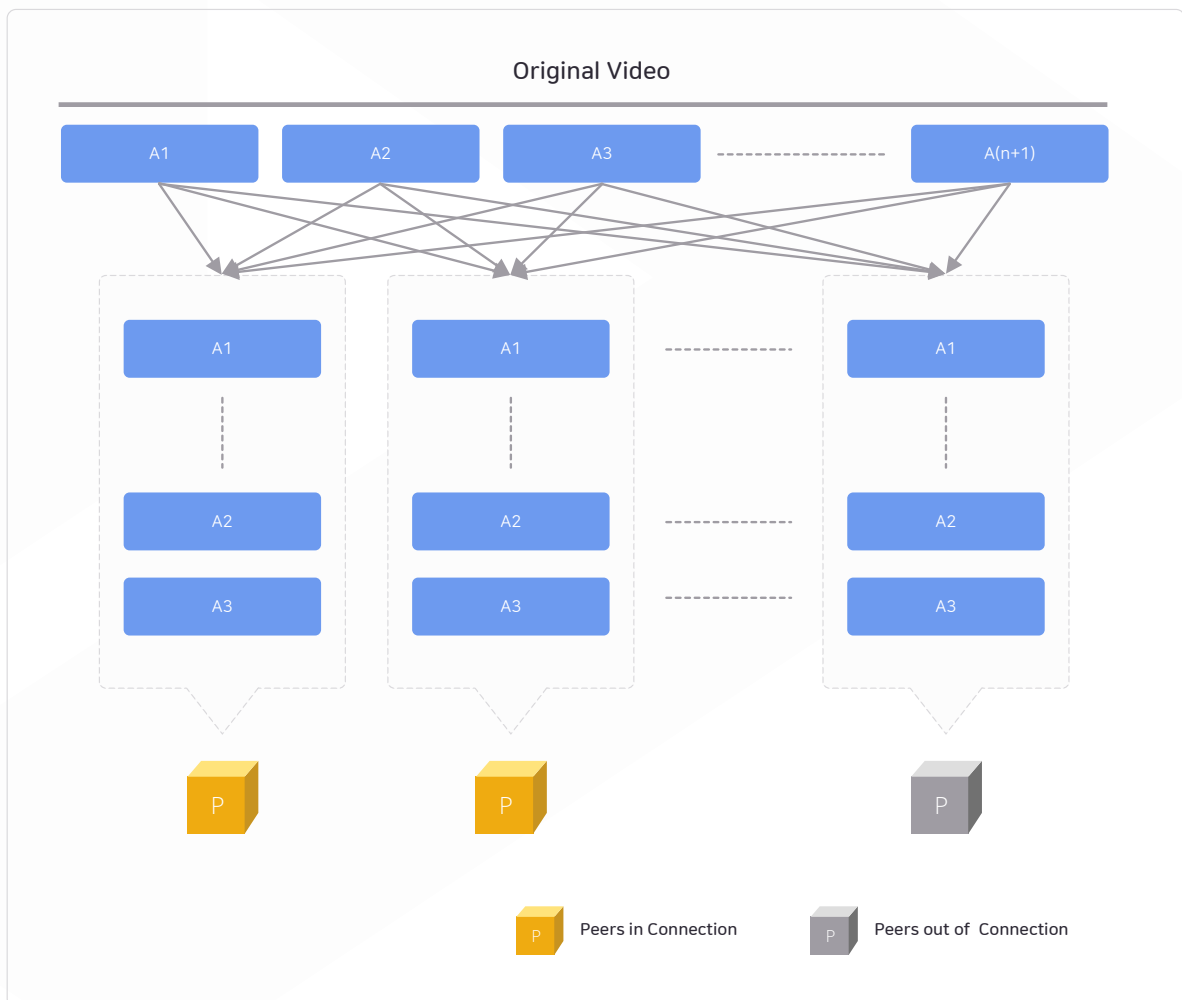 Original Video
A1
A2
A3
A(n+1)
A1
A1
A1
A2
A2
A2
A3
A3
A3
P
P
P
P
Peers in Connection
P
Peers out of Connection